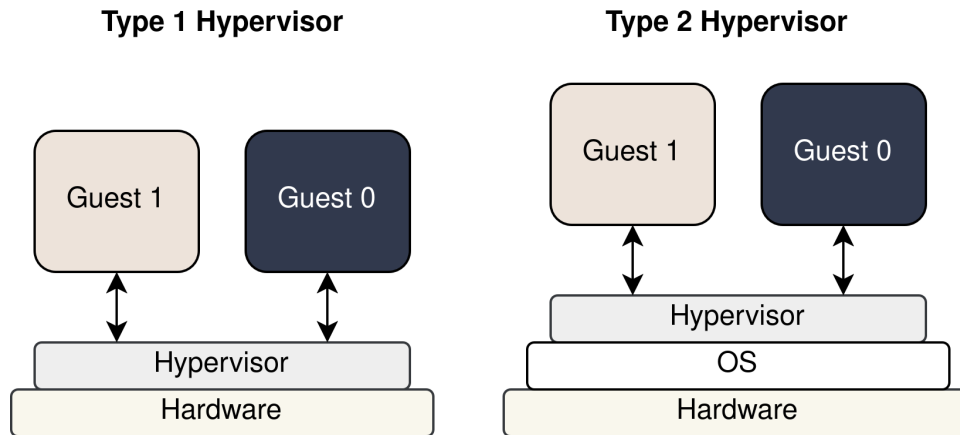 Type 1 Hypervisor
Guest 1
Guest 0
Hypervisor
Hardware
Type 2 Hypervisor
Guest 1
Guest 0
Hypervisor
OS
Hardware